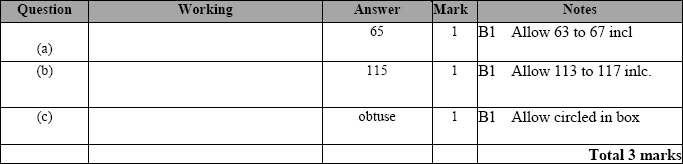 Question Working Answer Mark Notes
(a) 65 1 B1 Allow 63 to 67 incl
(b) 115 1 B1 Allow 113 to 117 inlc.
(c) obtuse 1 B1 Allow circled in box
Total 3 marks